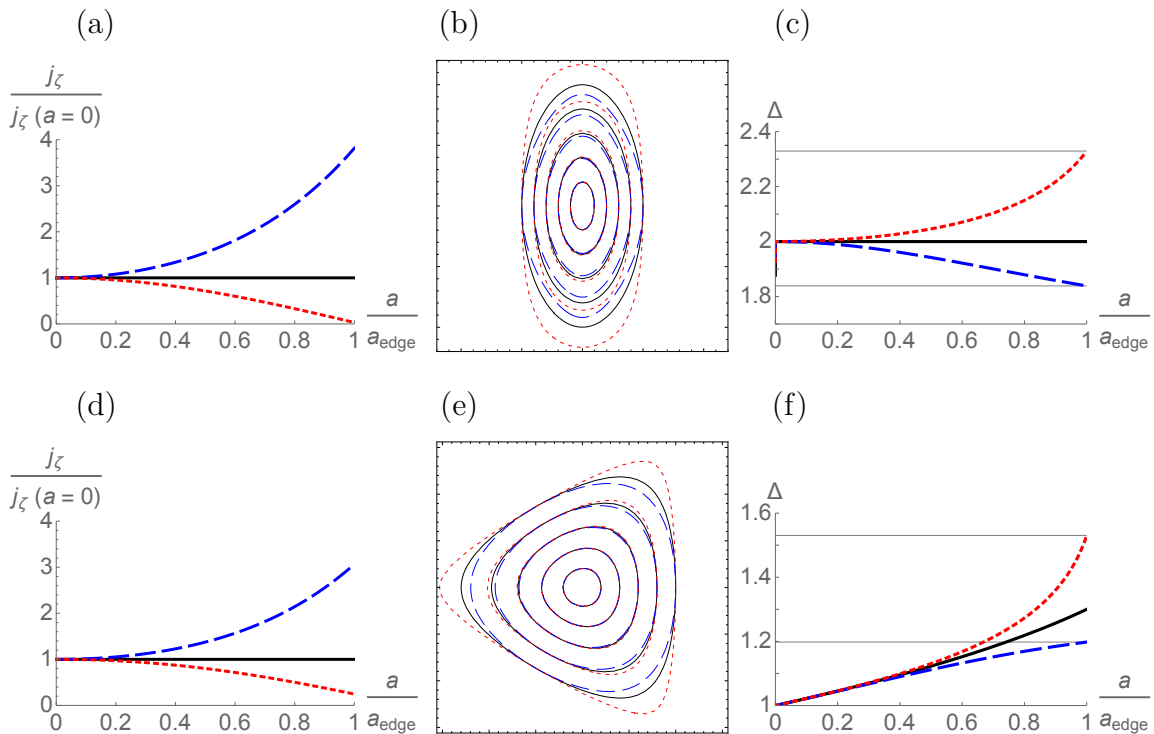 (a) (b) (c)
j_ζ
j_ζ (a = 0)
4
3
2
1
0
0 0.2 0.4 0.6 0.8 1
a
a_edge
Δ
2.4
2.2
2
1.8
0 0.2 0.4 0.6 0.8 1
a
a_edge
(d) (e) (f)
j_ζ
j_ζ (a = 0)
4
3
2
1
0
0 0.2 0.4 0.6 0.8 1
a
a_edge
Δ
1.6
1.4
1.2
1
0 0.2 0.4 0.6 0.8 1
a
a_edge